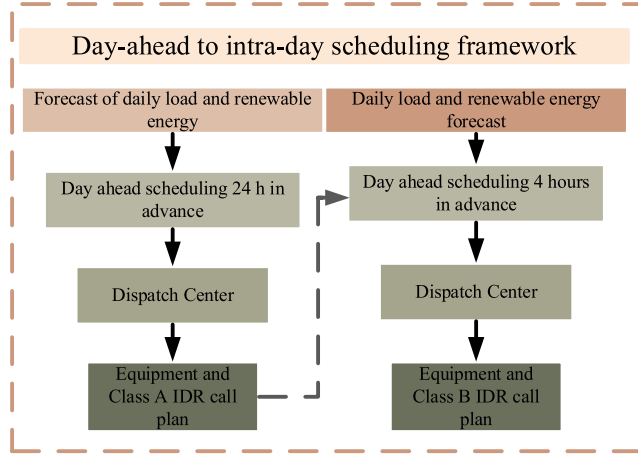 Day-ahead to intra-day scheduling framework
Forecast of daily load and renewable
energy
Daily load and renewable energy
forecast
Day ahead scheduling 24 h in
advance
Day ahead scheduling 4 hours
in advance
Dispatch Center
Dispatch Center
Equipment and
Class A IDR call
plan
Equipment and
Class B IDR call
plan